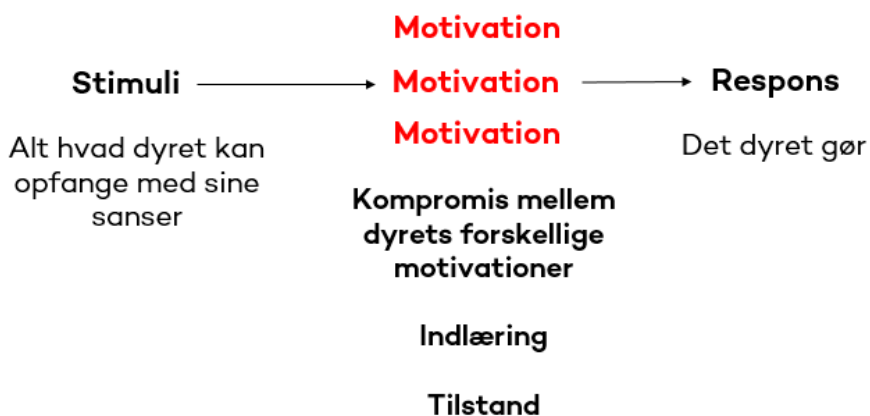 Motivation
Stimuli
Motivation
Respons
Motivation
Alt hvad dyret kan
opfange med sine
sanser
Det dyret gør
Kompromis mellem
dyrets forskellige
motivationer
Indlæring
Tilstand